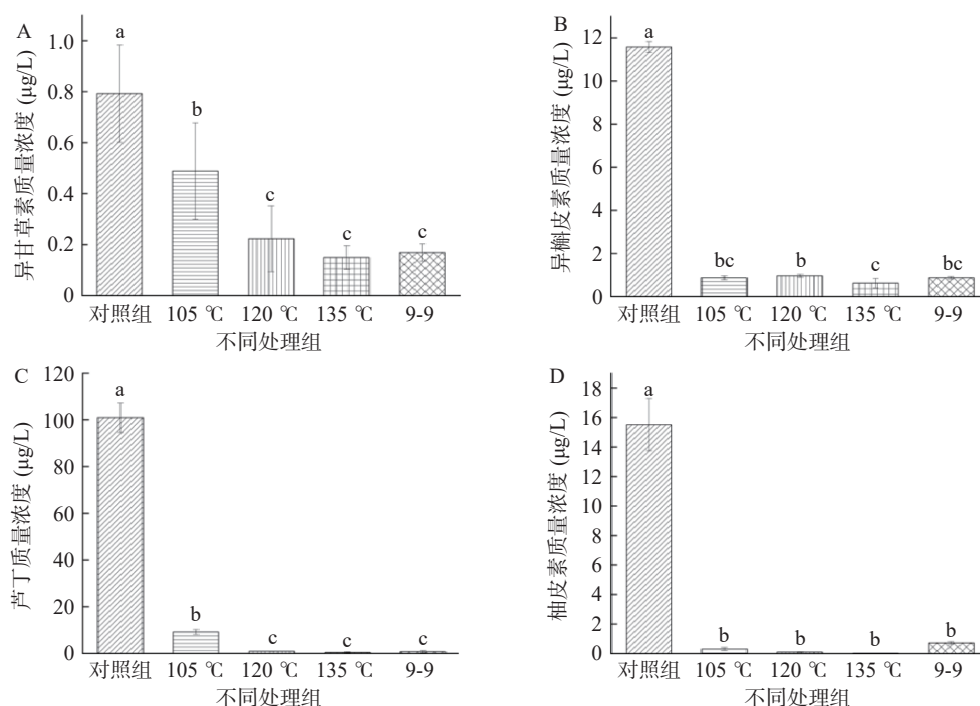 A
异甘草素质量浓度 (μg/L)
1.0
0.8
0.6
0.4
0.2
0
a
b
c
c
c
对照组 105 ℃ 120 ℃ 135 ℃ 9-9
不同处理组
B
异槲皮素质量浓度 (μg/L)
12
10
8
6
4
2
0
a
bc
b
c
bc
对照组 105 ℃ 120 ℃ 135 ℃ 9-9
不同处理组
C
芦丁质量浓度 (μg/L)
120
100
80
60
40
20
0
a
b
c
c
c
对照组 105 ℃ 120 ℃ 135 ℃ 9-9
不同处理组
D
柚皮素质量浓度 (μg/L)
18
16
14
12
10
8
6
4
2
0
a
b
b
b
b
对照组 105 ℃ 120 ℃ 135 ℃ 9-9
不同处理组